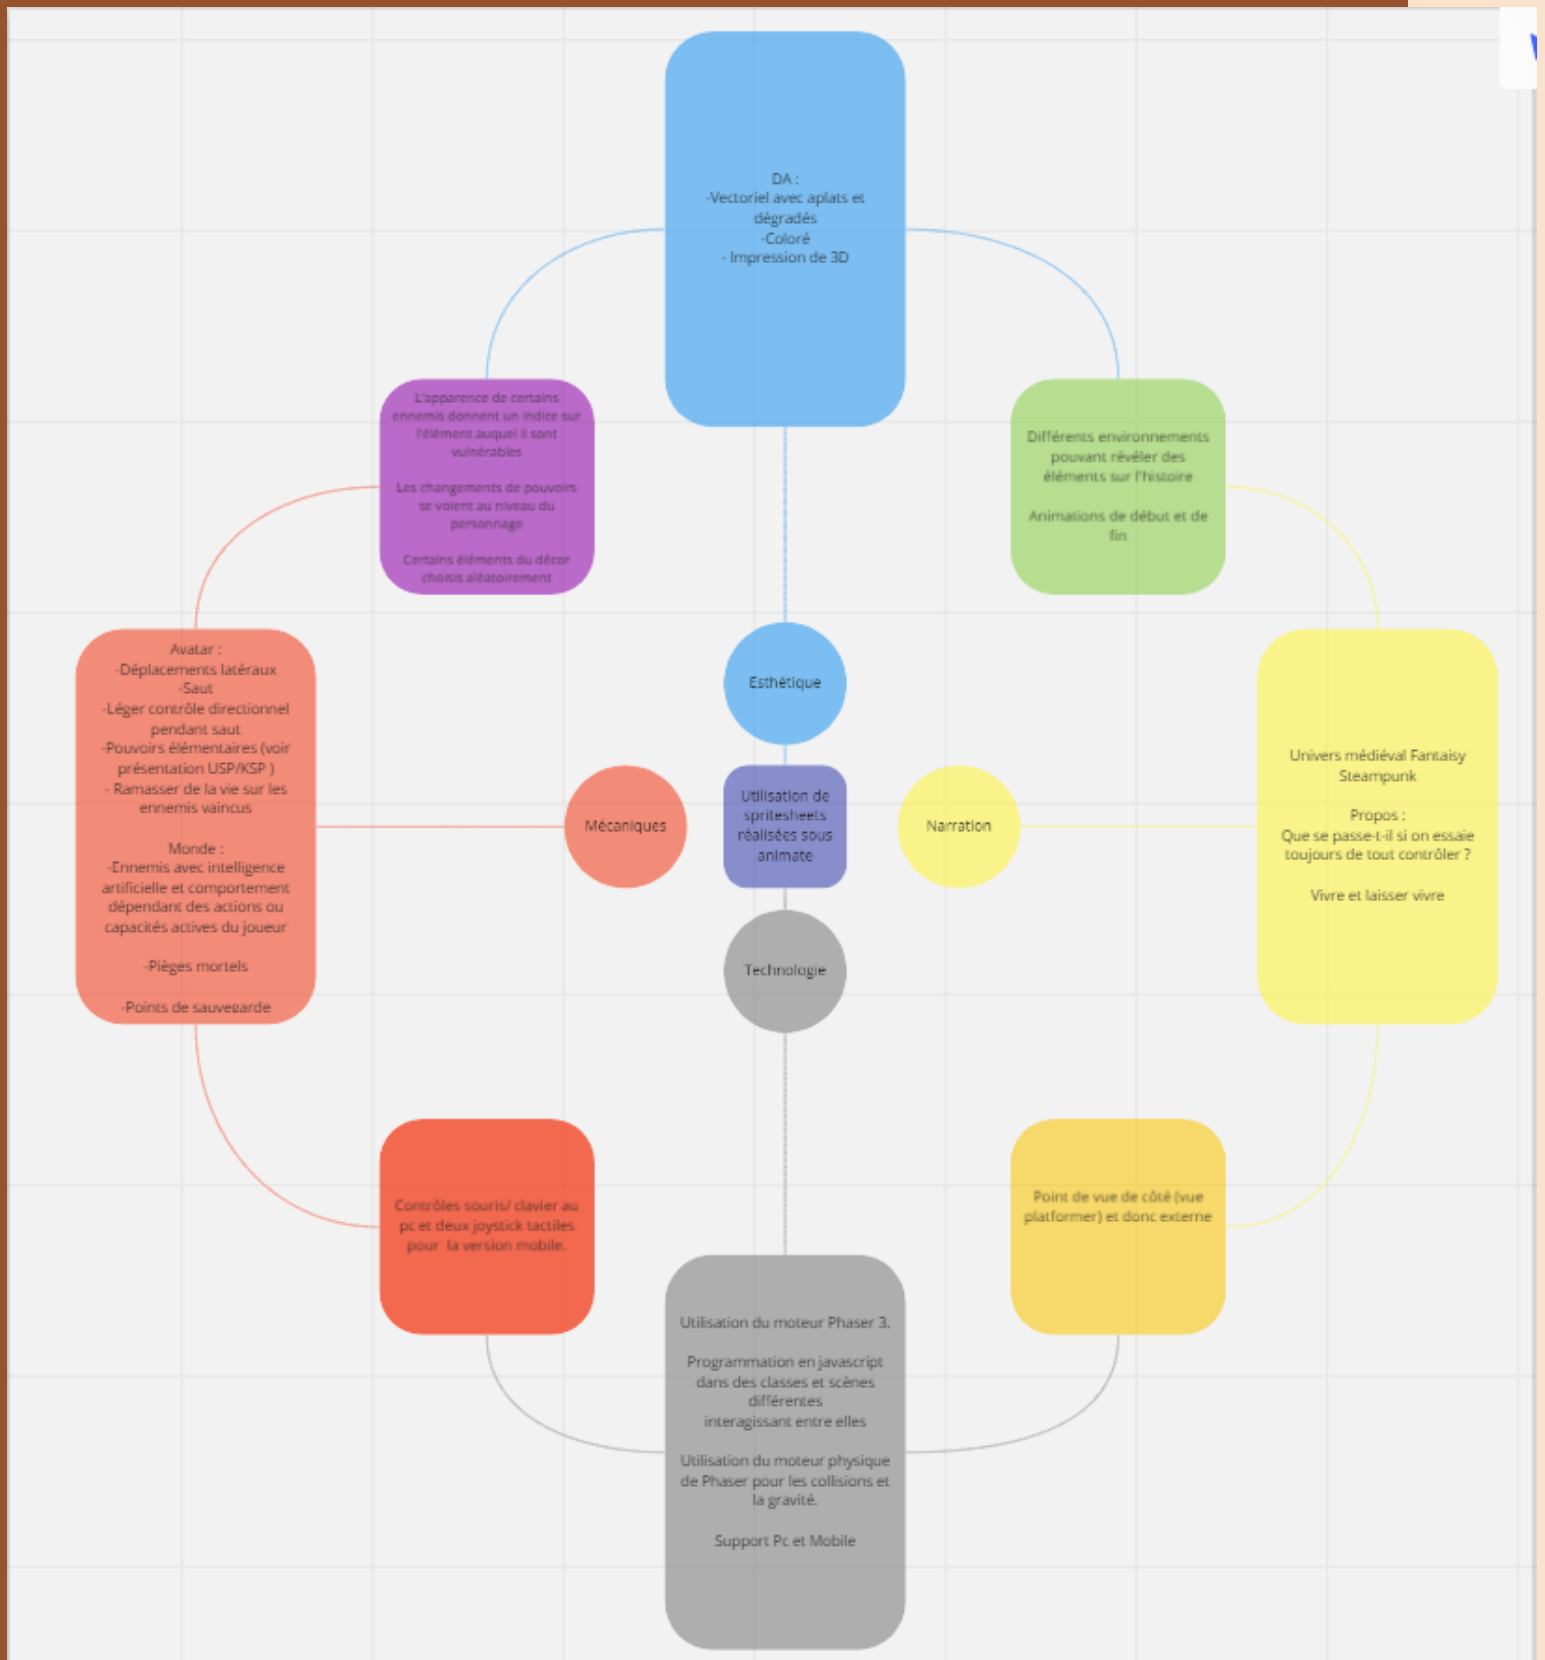 DA :
-Vectoriel avec aplats et
dégradés
-Coloré
- Impression de 3D
L'apparence de certains
ennemis donnent un indice sur
l'élément auquel il sont
vulnérables
Les changements de pouvoirs
se voient au niveau du
personnage
Certains éléments du décor
choisis aléatoirement
Différents environnements
pouvant révéler des
éléments sur l'histoire
Animations de début et de
fin
Avatar :
-Déplacements latéraux
-Saut
-Léger contrôle directionnel
pendant saut
-Pouvoirs élémentaires (voir
présentation USP/KSP )
- Ramasser de la vie sur les
ennemis vaincus
Monde :
-Ennemis avec intelligence
artificielle et comportement
dépendant des actions ou
capacités actives du joueur
-Pièges mortels
-Points de sauvegarde
Esthétique
Mécaniques
Utilisation de
spritesheets
réalisées sous
animate
Narration
Technologie
Univers médiéval Fantaisy
Steampunk
Propos :
Que se passe-t-il si on essaie
toujours de tout contrôler ?
Vivre et laisser vivre
Contrôles souris/ clavier au
pc et deux joystick tactiles
pour la version mobile.
Point de vue de côté (vue
platformer) et donc externe
Utilisation du moteur Phaser 3.
Programmation en javascript
dans des classes et scènes
différentes
interagissant entre elles
Utilisation du moteur physique
de Phaser pour les collisions et
la gravité.
Support Pc et Mobile